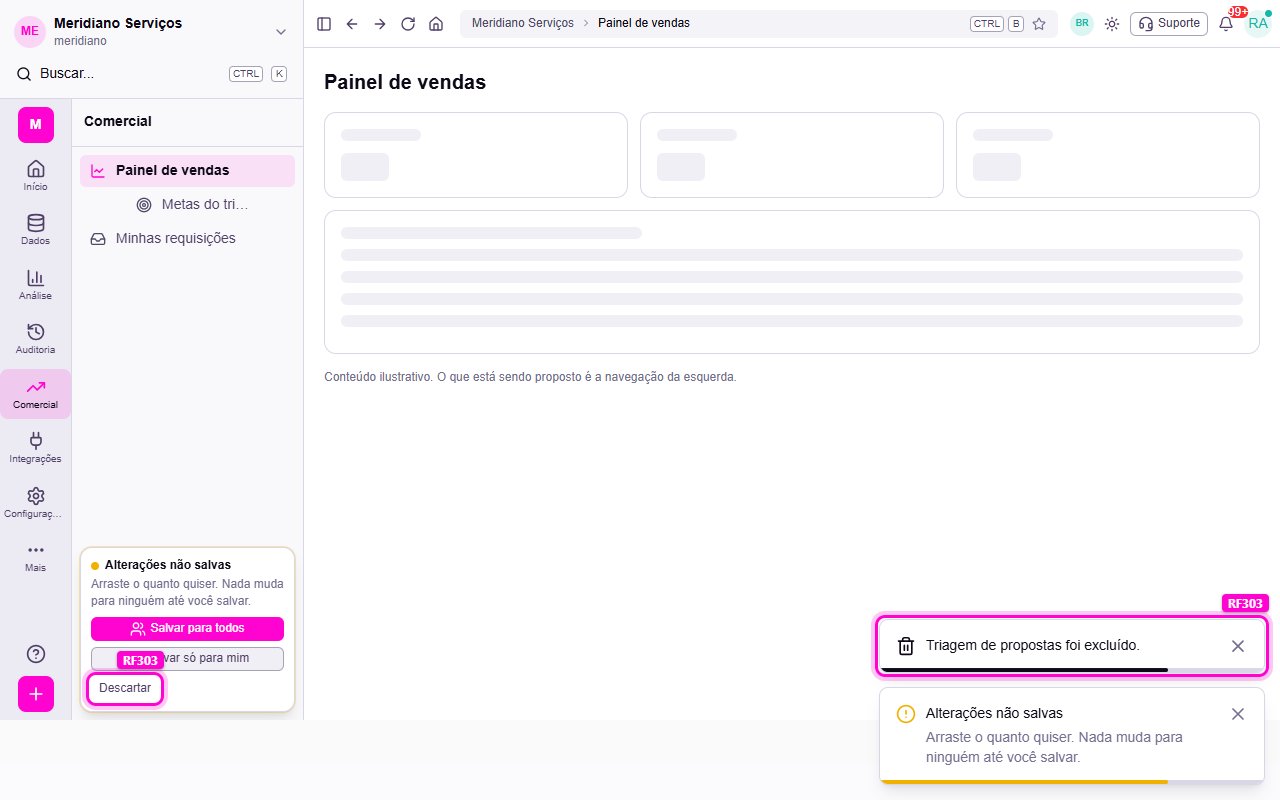 ME
Meridiano Serviços
meridiano
Buscar...
CTRL
K
M
Início
Dados
Análise
Auditoria
Comercial
Integrações
Configuraç...
Mais
Comercial
Painel de vendas
Metas do tri...
Minhas requisições
Alterações não salvas
Arraste o quanto quiser. Nada muda
para ninguém até você salvar.
Salvar para todos
var só para mim
RF303
Descartar
Meridiano Serviços
Painel de vendas
CTRL
B
BR
Suporte
99+
RA
Painel de vendas
Conteúdo ilustrativo. O que está sendo proposto é a navegação da esquerda.
RF303
Triagem de propostas foi excluído.
Alterações não salvas
Arraste o quanto quiser. Nada muda para
ninguém até você salvar.